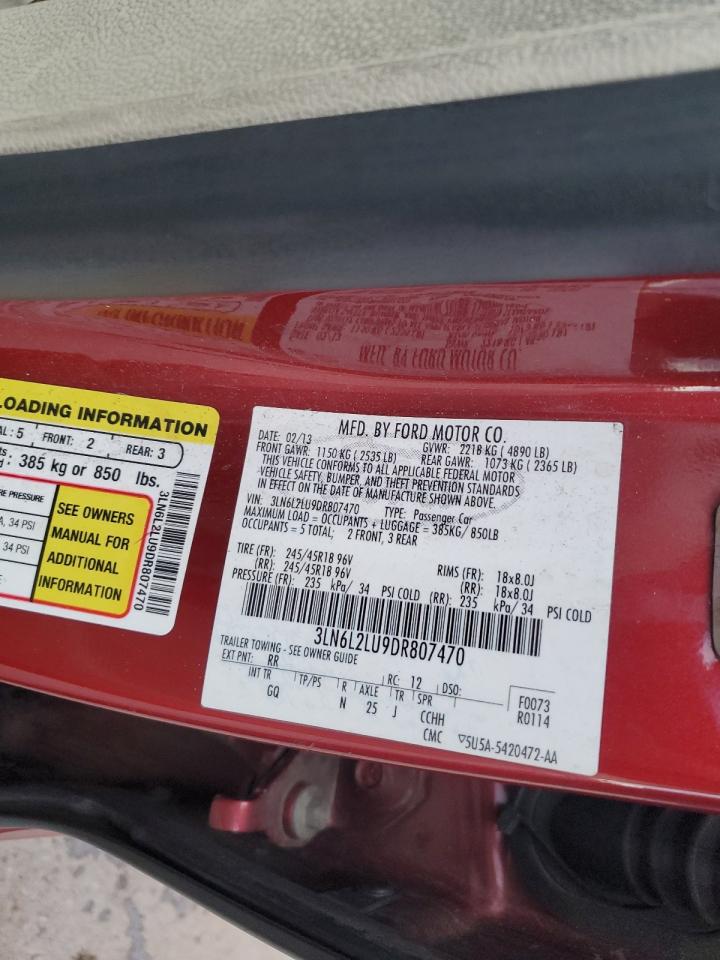 LOADING INFORMATION
AL : 5 FRONT: 2 REAR: 3
ts : 385 kg or 850 lbs.
RE PRESSURE
A, 34 PSI
34 PSI
SEE OWNERS
MANUAL FOR
ADDITIONAL
INFORMATION
3LN6L2LU9DR807470
MFD. BY FORD MOTOR CO.
DATE: 02/13 GVWR: 2218 KG ( 4890 LB)
FRONT GAWR: 1150 KG ( 2535 LB) REAR GAWR: 1073 KG ( 2365 LB)
THIS VEHICLE CONFORMS TO ALL APPLICABLE FEDERAL MOTOR
VEHICLE SAFETY, BUMPER, AND THEFT PREVENTION STANDARDS
IN EFFECT ON THE DATE OF MANUFACTURE SHOWN ABOVE.
VIN: 3LN6L2LU9DR807470 TYPE: Passenger Car
MAXIMUM LOAD = OCCUPANTS + LUGGAGE = 385KG/ 850LB
OCCUPANTS = 5 TOTAL; 2 FRONT, 3 REAR
TIRE (FR): 245/45R18 96V RIMS (FR): 18x8.0J
(RR): 245/45R18 96V (RR): 18x8.0J
PRESSURE (FR): 235 kPa/ 34 PSI COLD (RR): 235 kPa/ 34 PSI COLD
3LN6L2LU9DR807470
TRAILER TOWING - SEE OWNER GUIDE
EXT PNT: RR RC: 12 DSO: F0073
INT TR TP/PS R AXLE TR SPR R0114
GQ N 25 J CCHH
CMC ▽5U5A-5420472-AA